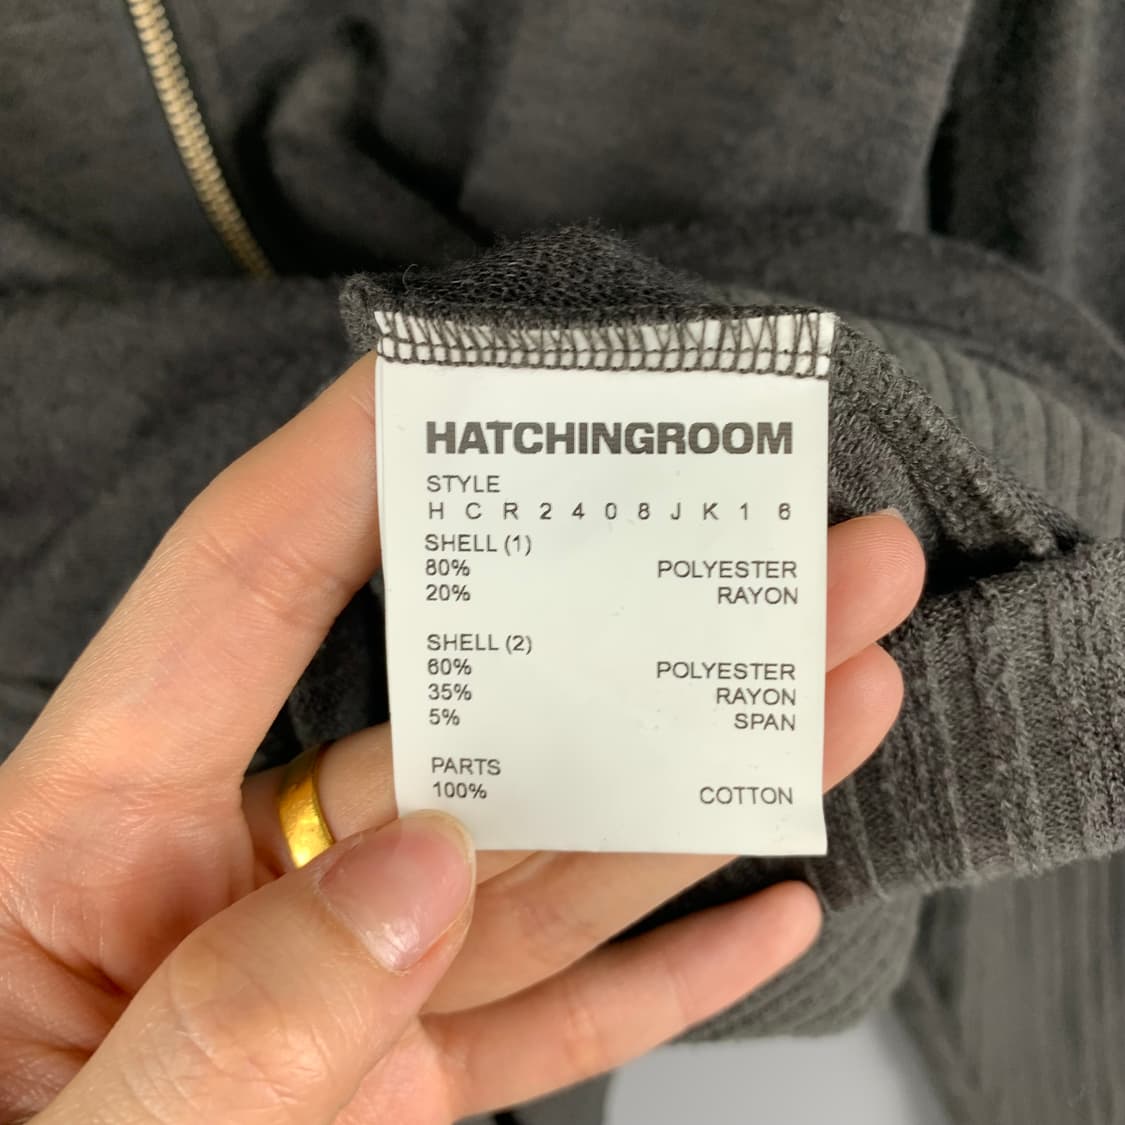 HATCHINGROOM
STYLE
H C R 2 4 0 8 J K 1 6
SHELL (1)
80% POLYESTER
20% RAYON
SHELL (2)
60% POLYESTER
35% RAYON
5% SPAN
PARTS
100% COTTON